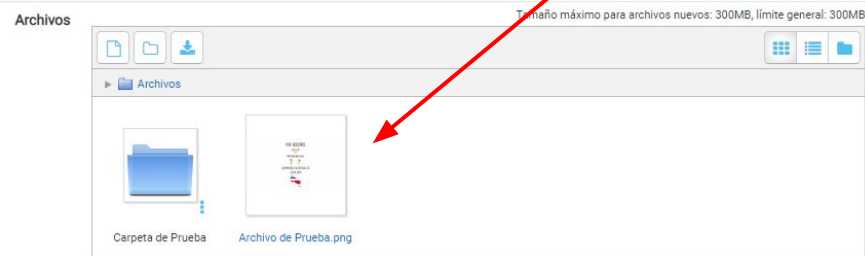 Tamaño máximo para archivos nuevos: 300MB, límite general: 300MB
Archivos
Archivos
Carpeta de Prueba
Archivo de Prueba.png